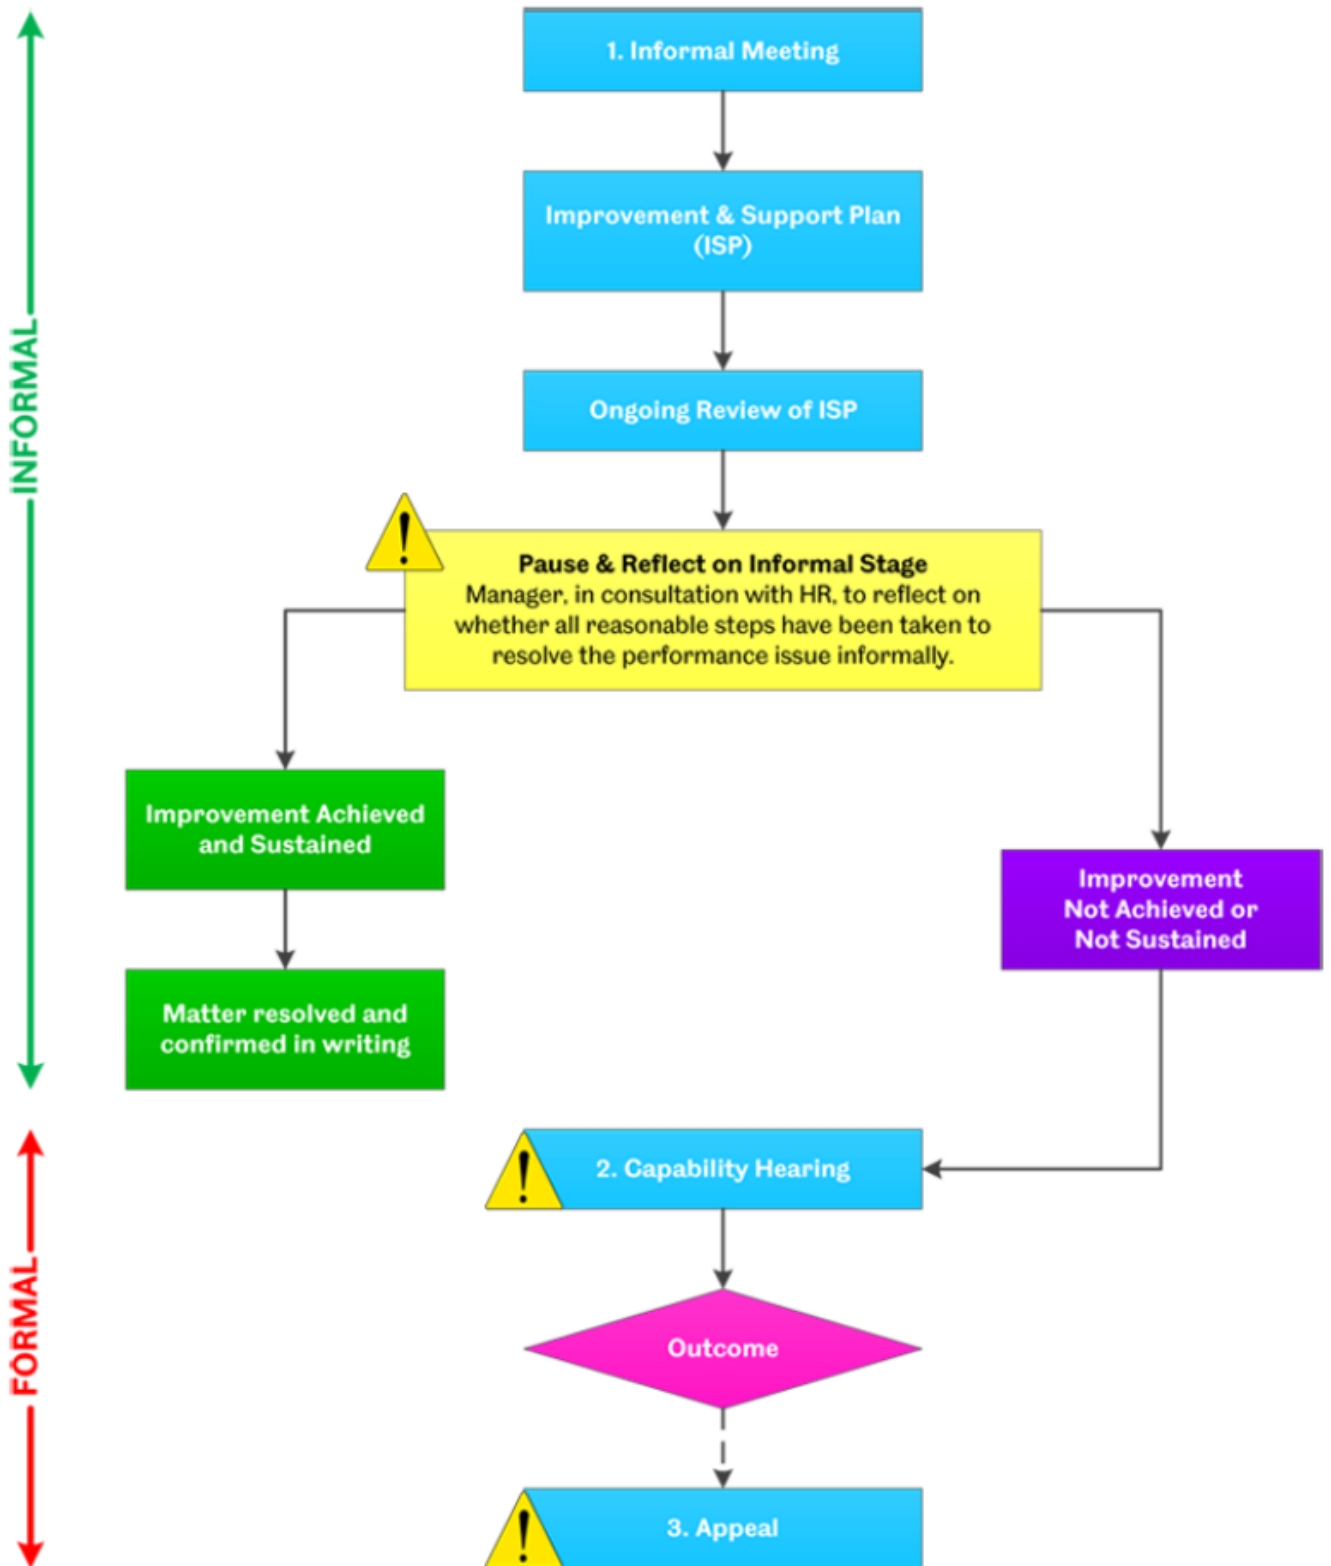 1. Informal Meeting
Improvement & Support Plan
(ISP)
INFORMAL
Ongoing Review of ISP
!
Pause & Reflect on Informal Stage
Manager, in consultation with HR, to reflect on
whether all reasonable steps have been taken to
resolve the performance issue informally.
Improvement Achieved
and Sustained
Improvement
Not Achieved or
Not Sustained
Matter resolved and
confirmed in writing
!
2. Capability Hearing
FORMAL
Outcome
!
3. Appeal